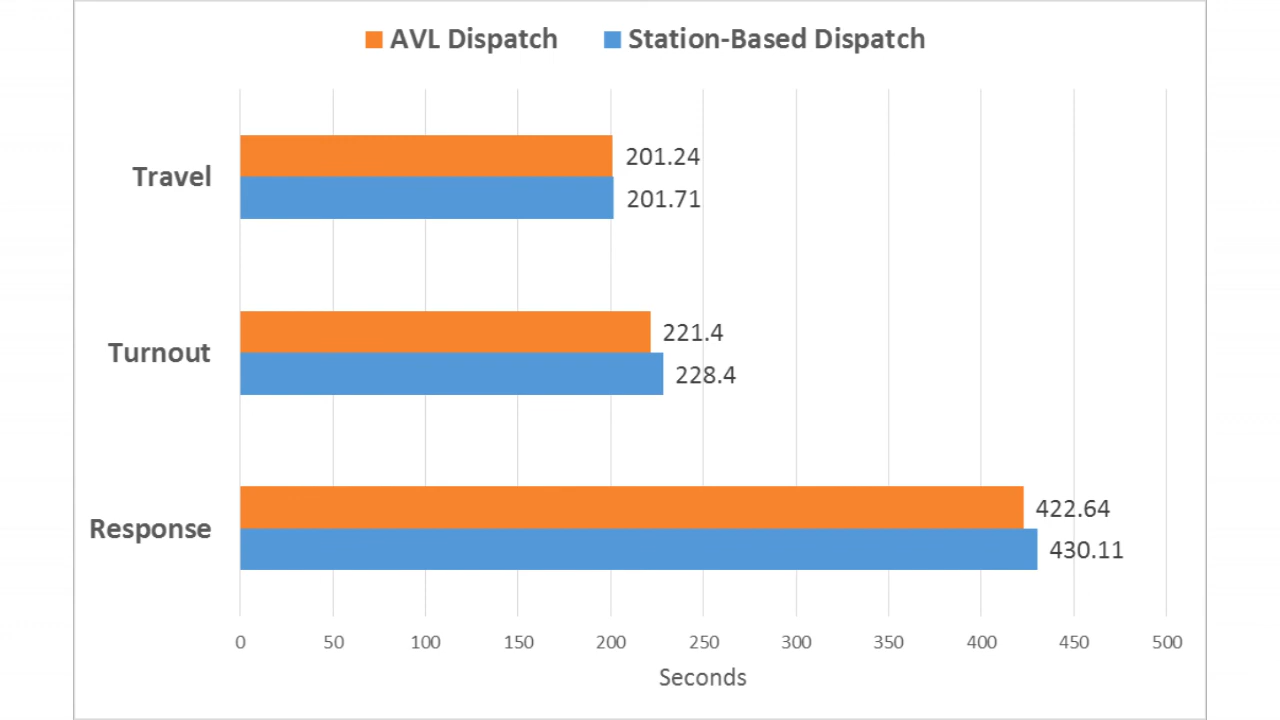 AVL Dispatch Station-Based Dispatch
Travel
201.24
201.71
Turnout
221.4
228.4
Response
422.64
430.11
0 50 100 150 200 250 300 350 400 450 500
Seconds